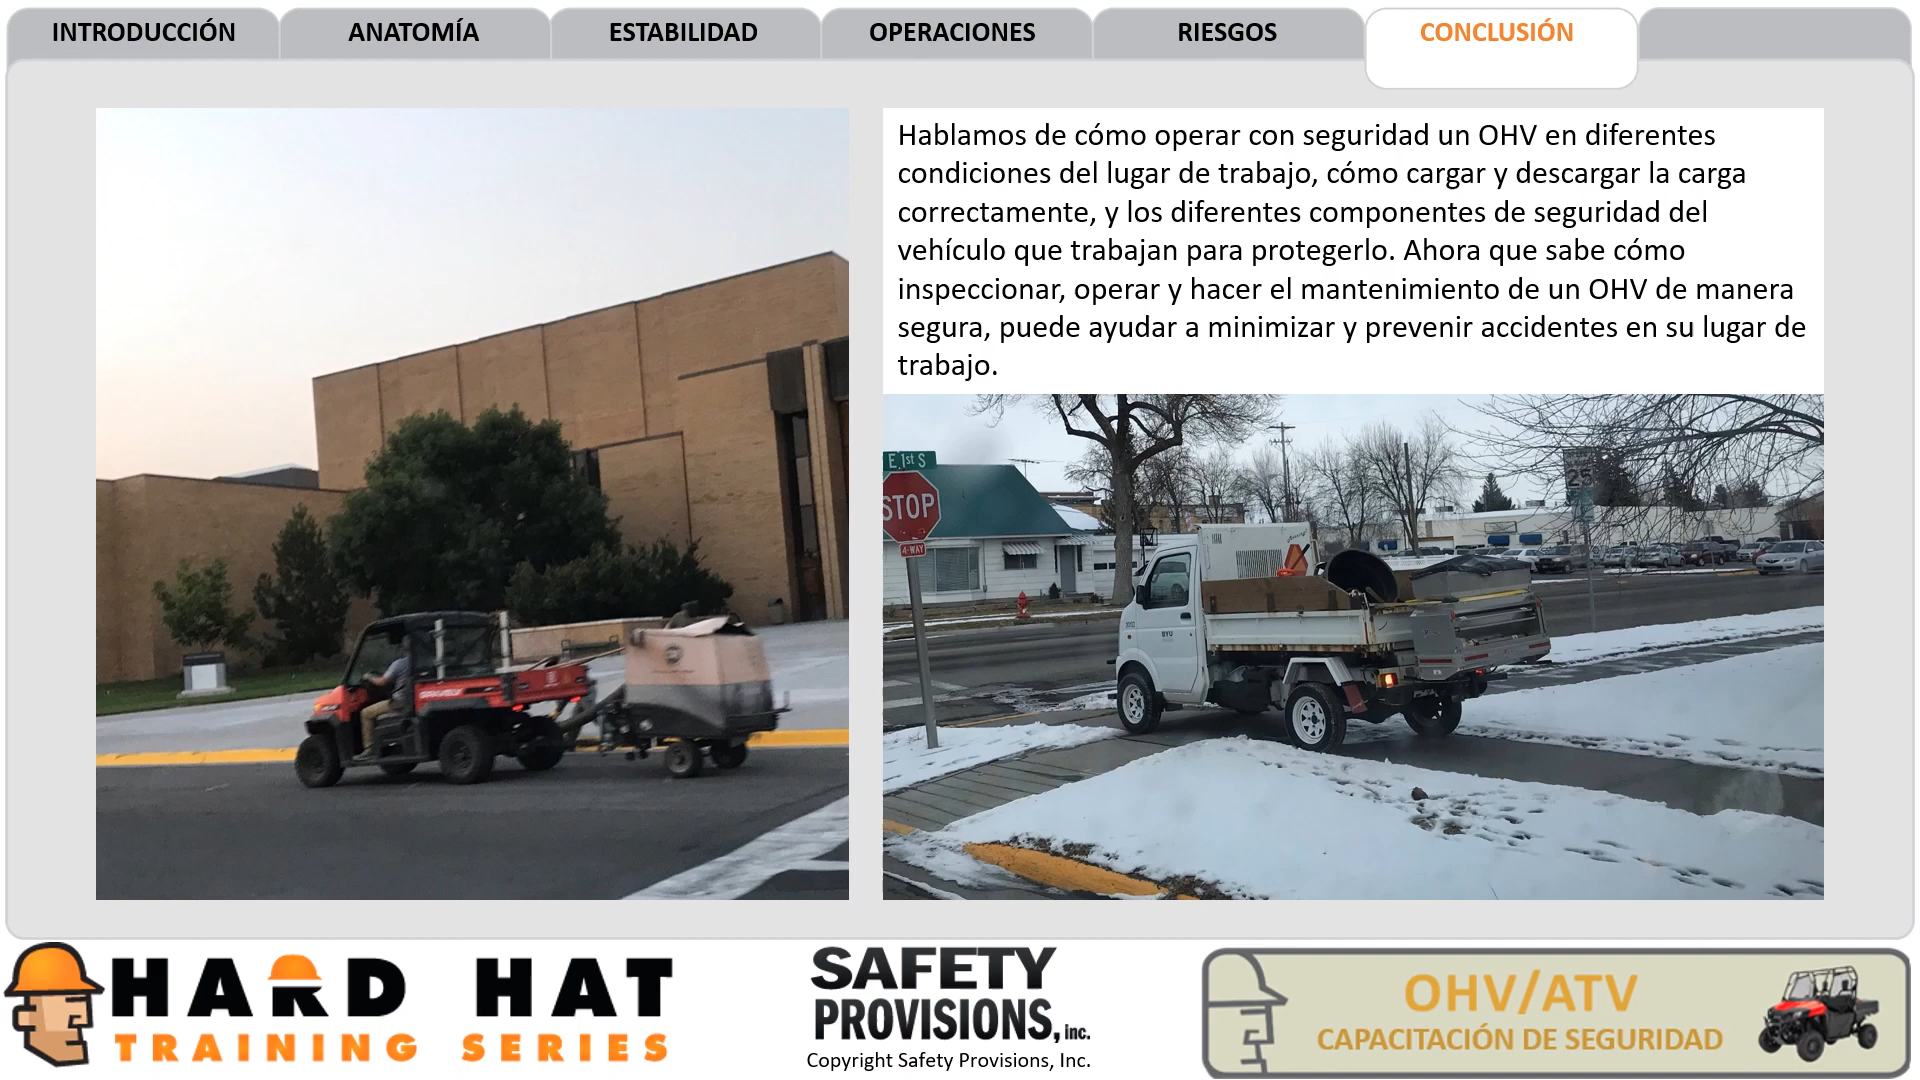 INTRODUCCIÓN
ANATOMÍA
ESTABILIDAD
OPERACIONES
RIESGOS
CONCLUSIÓN
Hablamos de cómo operar con seguridad un OHV en diferentes
condiciones del lugar de trabajo, cómo cargar y descargar la carga
correctamente, y los diferentes componentes de seguridad del
vehículo que trabajan para protegerlo. Ahora que sabe cómo
inspeccionar, operar y hacer el mantenimiento de un OHV de manera
segura, puede ayudar a minimizar y prevenir accidentes en su lugar de
trabajo.
E 1st S
STOP
4-WAY
25
BYU
HARD HAT
TRAINING SERIES
SAFETY
PROVISIONS, inc.
Copyright Safety Provisions, Inc.
OHV/ATV
CAPACITACIÓN DE SEGURIDAD